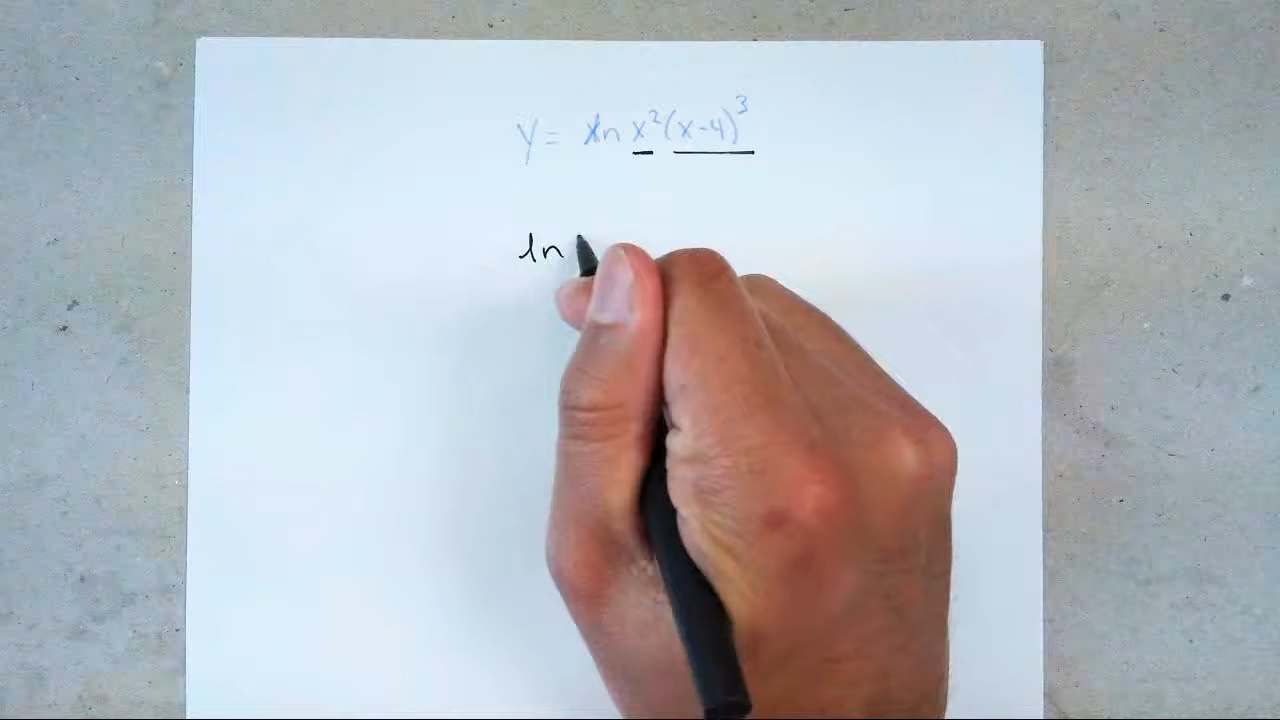 y = ln x²(x-4)³
ln